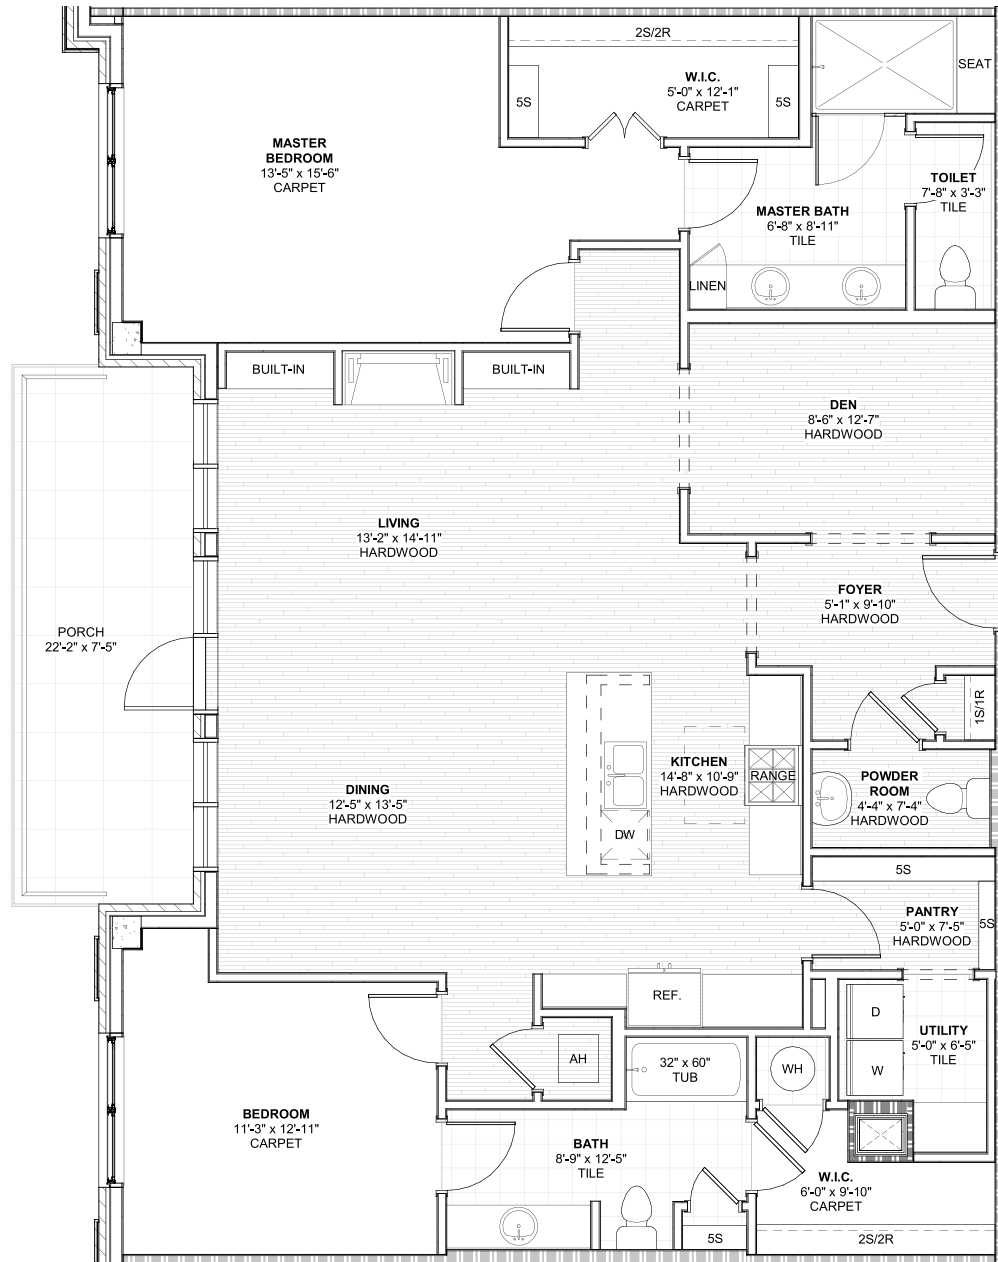 2S/2R
SEAT
W.I.C.
5'-0" x 12'-1"
CARPET
5S
5S
MASTER
BEDROOM
13'-5" x 15'-6"
CARPET
TOILET
7'-8" x 3'-3"
TILE
MASTER BATH
6'-8" x 8'-11"
TILE
LINEN
BUILT-IN
BUILT-IN
DEN
8'-6" x 12'-7"
HARDWOOD
LIVING
13'-2" x 14'-11"
HARDWOOD
FOYER
5'-1" x 9'-10"
HARDWOOD
PORCH
22'-2" x 7'-5"
1S/1R
KITCHEN
14'-8" x 10'-9"
HARDWOOD
RANGE
POWDER
ROOM
4'-4" x 7'-4"
HARDWOOD
DINING
12'-5" x 13'-5"
HARDWOOD
DW
5S
PANTRY
5'-0" x 7'-5"
HARDWOOD
5S
REF.
D
UTILITY
5'-0" x 6'-5"
TILE
W
AH
32" x 60"
TUB
WH
BEDROOM
11'-3" x 12'-11"
CARPET
BATH
8'-9" x 12'-5"
TILE
W.I.C.
6'-0" x 9'-10"
CARPET
5S
2S/2R